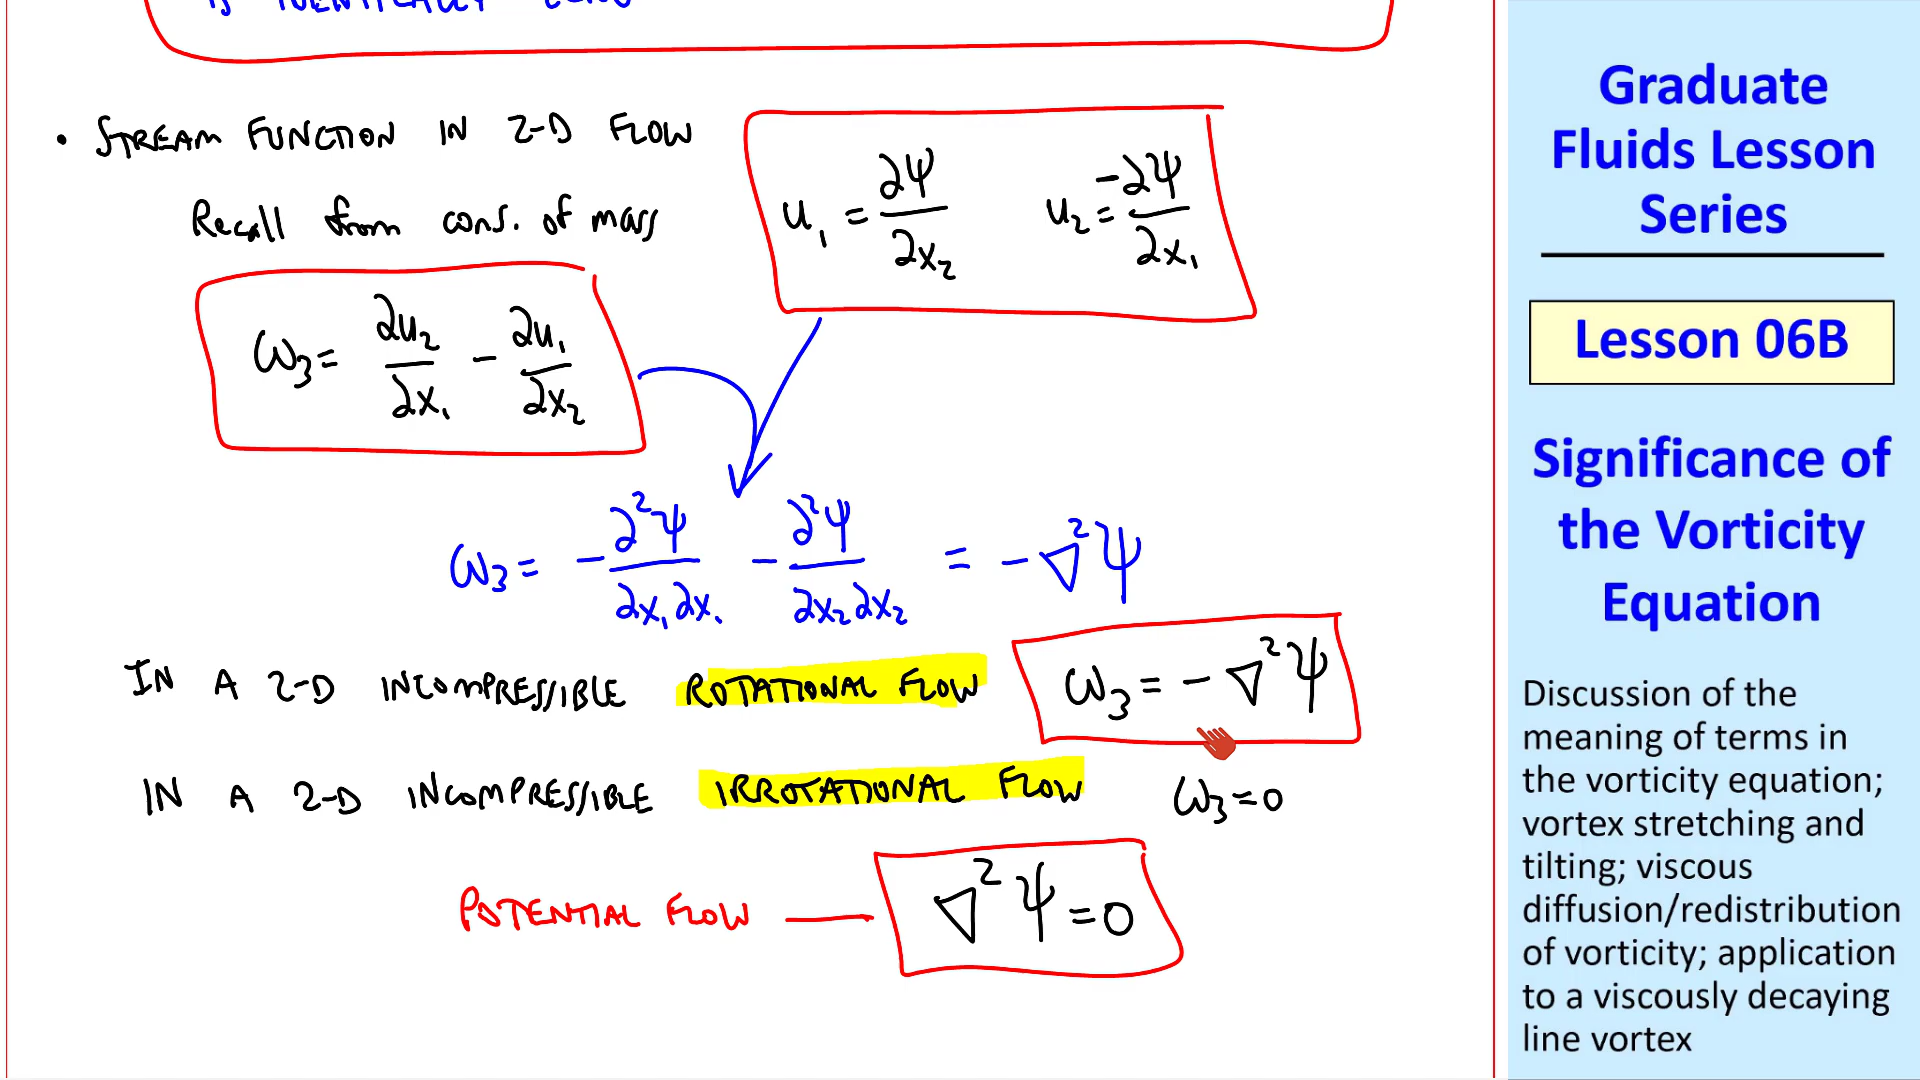 IS IDENTICALLY ZERO
• STREAM FUNCTION IN 2-D FLOW
Recall from cons. of mass
u₁ = ∂ψ/∂x₂  u₂ = -∂ψ/∂x₁
ω₃ = ∂u₂/∂x₁ - ∂u₁/∂x₂
ω₃ = -∂²ψ/∂x₁∂x₁ - ∂²ψ/∂x₂∂x₂ = -∇²ψ
IN A 2-D INCOMPRESSIBLE ROTATIONAL FLOW ω₃ = -∇²ψ
IN A 2-D INCOMPRESSIBLE IRROTATIONAL FLOW ω₃=0
POTENTIAL FLOW — ∇²ψ=0
Graduate
Fluids Lesson
Series
Lesson 06B
Significance of
the Vorticity
Equation
Discussion of the
meaning of terms in
the vorticity equation;
vortex stretching and
tilting; viscous
diffusion/redistribution
of vorticity; application
to a viscously decaying
line vortex